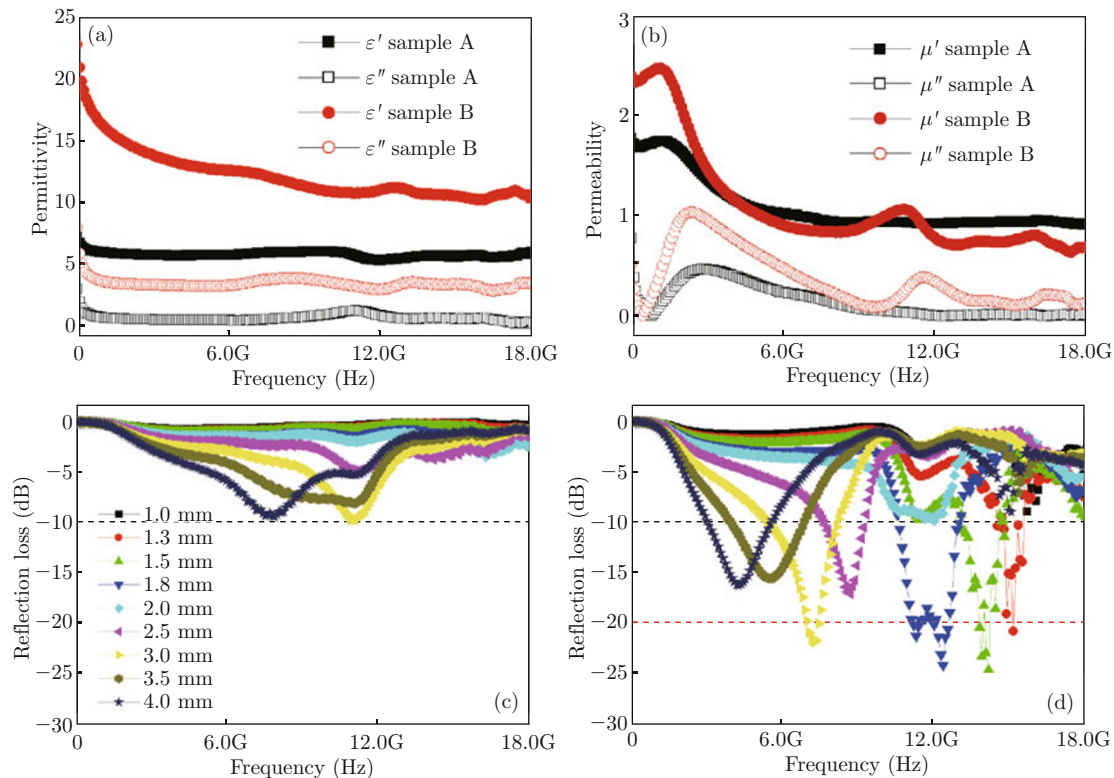 25
20
15
10
5
0
Permittivity
(a)
ε′ sample A
ε″ sample A
ε′ sample B
ε″ sample B
0
6.0G
12.0G
18.0G
Frequency (Hz)
3
2
1
0
Permeability
(b)
μ′ sample A
μ″ sample A
μ′ sample B
μ″ sample B
0
6.0G
12.0G
18.0G
Frequency (Hz)
0
−5
−10
−15
−20
−25
−30
Reflection loss (dB)
1.0 mm
1.3 mm
1.5 mm
1.8 mm
2.0 mm
2.5 mm
3.0 mm
3.5 mm
4.0 mm
(c)
0
6.0G
12.0G
18.0G
Frequency (Hz)
0
−5
−10
−15
−20
−25
−30
Reflection loss (dB)
(d)
0
6.0G
12.0G
18.0G
Frequency (Hz)